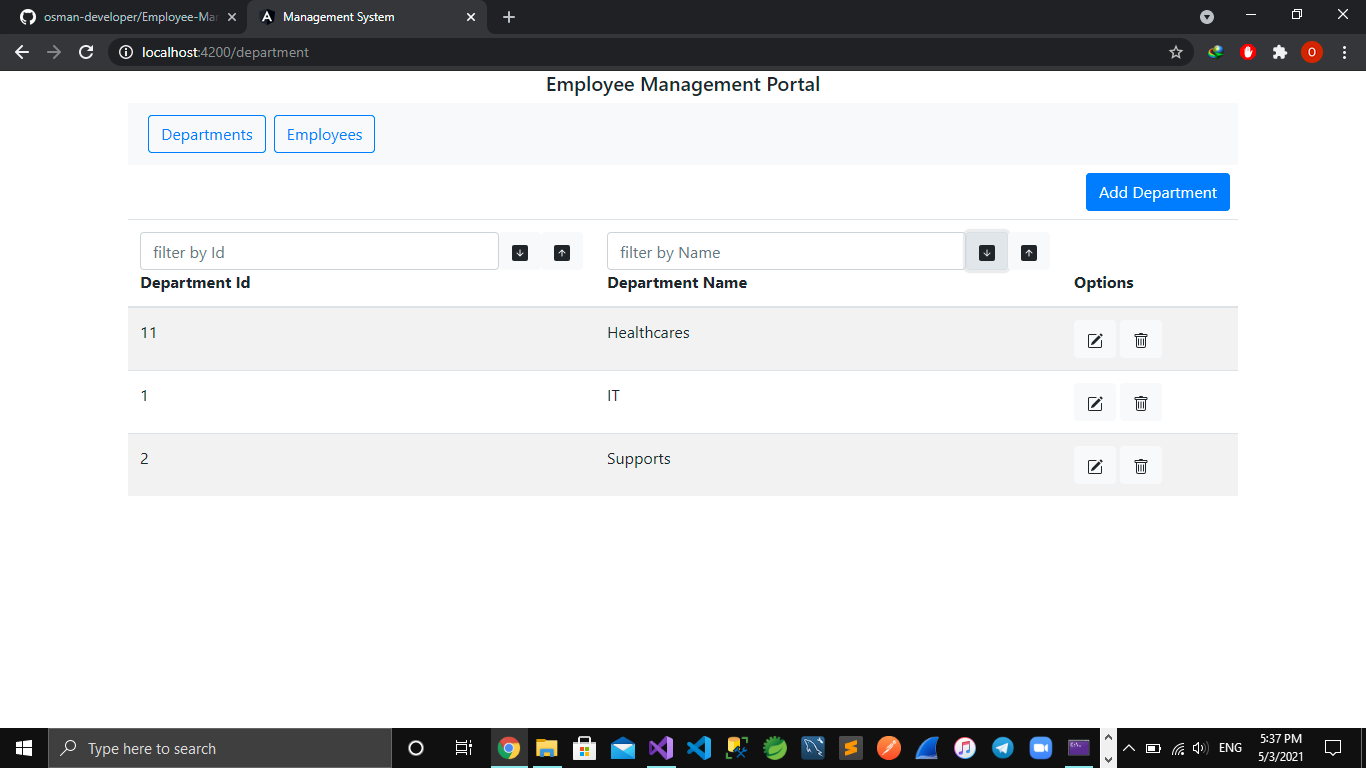 osman-developer/Employee-Mar
Management System
localhost:4200/department
O
Employee Management Portal
Departments
Employees
Add Department
filter by Id
filter by Name
Department Id
Department Name
Options
11
Healthcares
1
IT
2
Supports
Type here to search
ENG
5:37 PM
5/3/2021